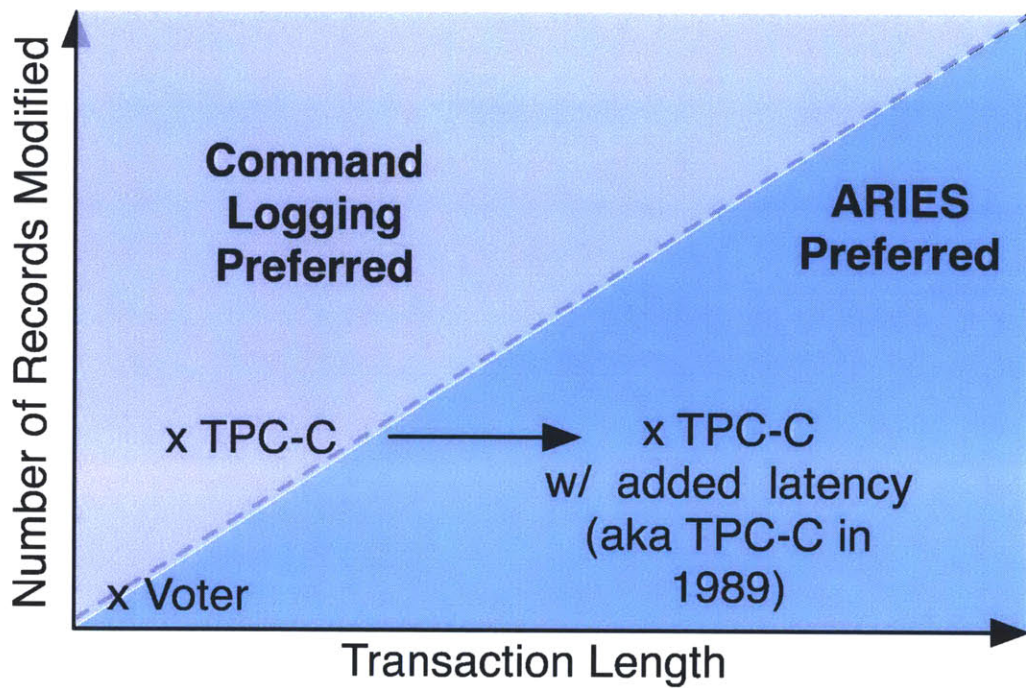 Number of Records Modified
Command
Logging
Preferred
ARIES
Preferred
x TPC-C
x TPC-C
w/ added latency
(aka TPC-C in
1989)
x Voter
Transaction Length